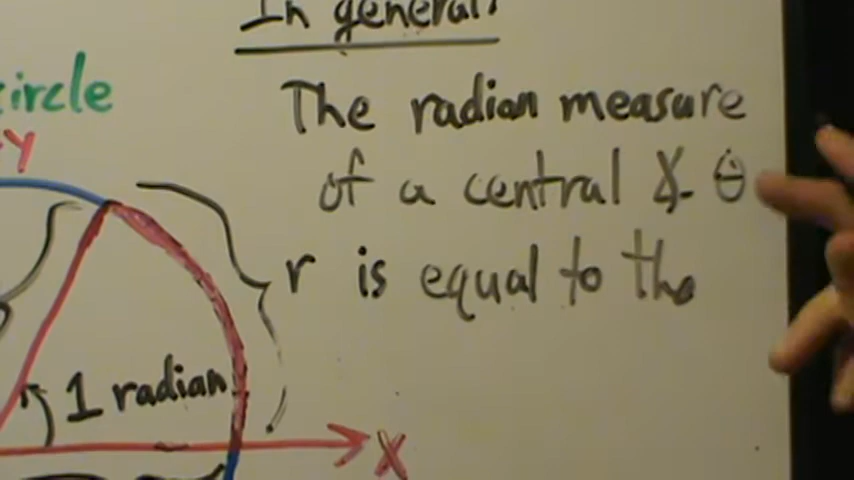 In general:
The radian measure
of a central ∡ θ
is equal to the
circle
y
r
1 radian
x